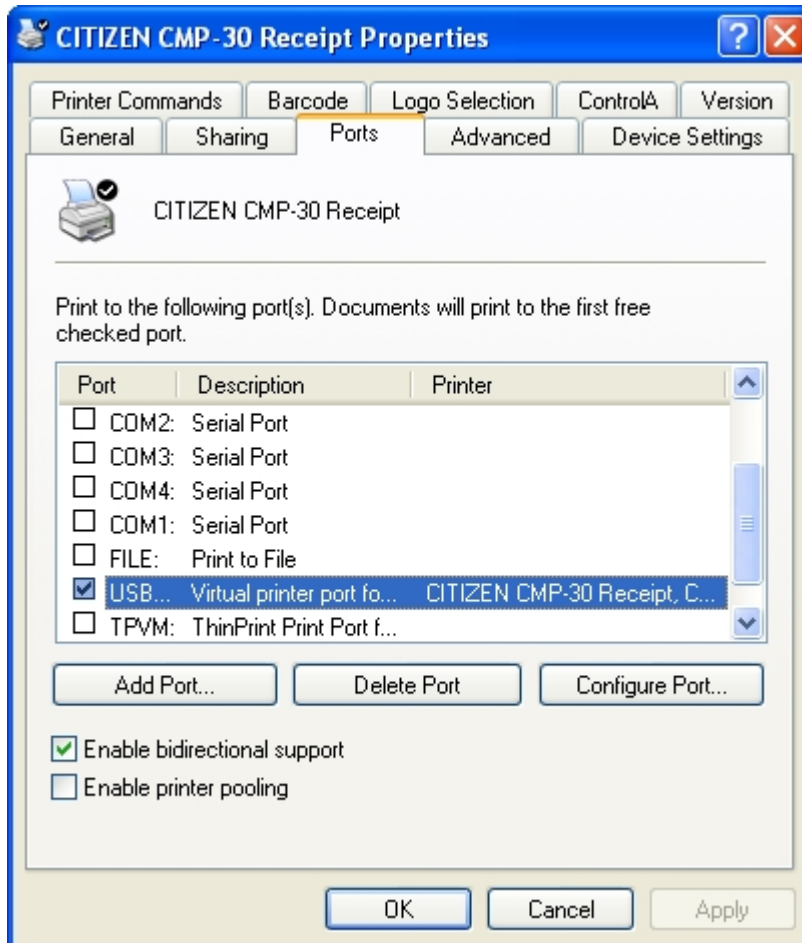 CITIZEN CMP-30 Receipt Properties
?
Printer Commands Barcode Logo Selection ControlA Version
General Sharing Ports Advanced Device Settings
CITIZEN CMP-30 Receipt
Print to the following port(s). Documents will print to the first free
checked port.
Port Description Printer
COM2: Serial Port
COM3: Serial Port
COM4: Serial Port
COM1: Serial Port
FILE: Print to File
USB... Virtual printer port fo... CITIZEN CMP-30 Receipt, C...
TPVM: ThinPrint Print Port f...
Add Port... Delete Port Configure Port...
Enable bidirectional support
Enable printer pooling
OK Cancel Apply